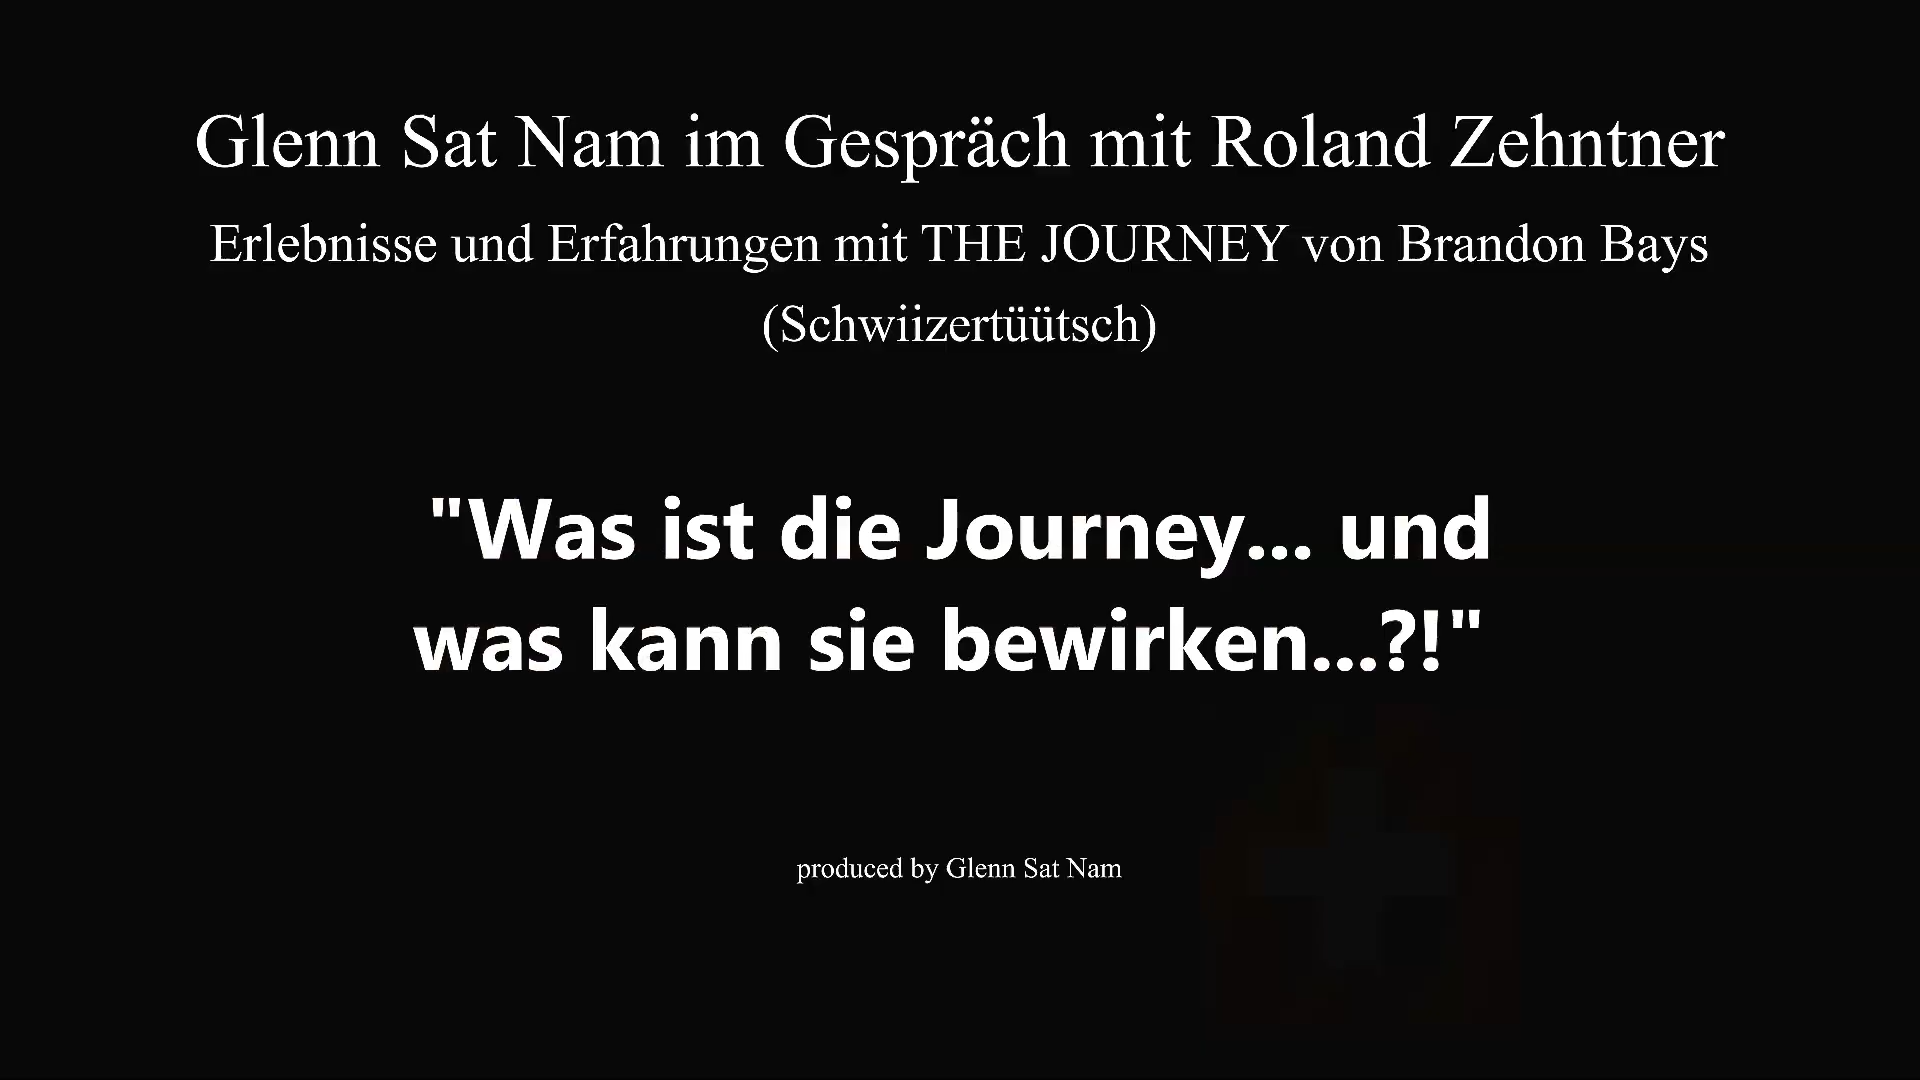 Glenn Sat Nam im Gespräch mit Roland Zehntner
Erlebnisse und Erfahrungen mit THE JOURNEY von Brandon Bays
(Schwiizertüütsch)
"Was ist die Journey... und
was kann sie bewirken...?!"
produced by Glenn Sat Nam